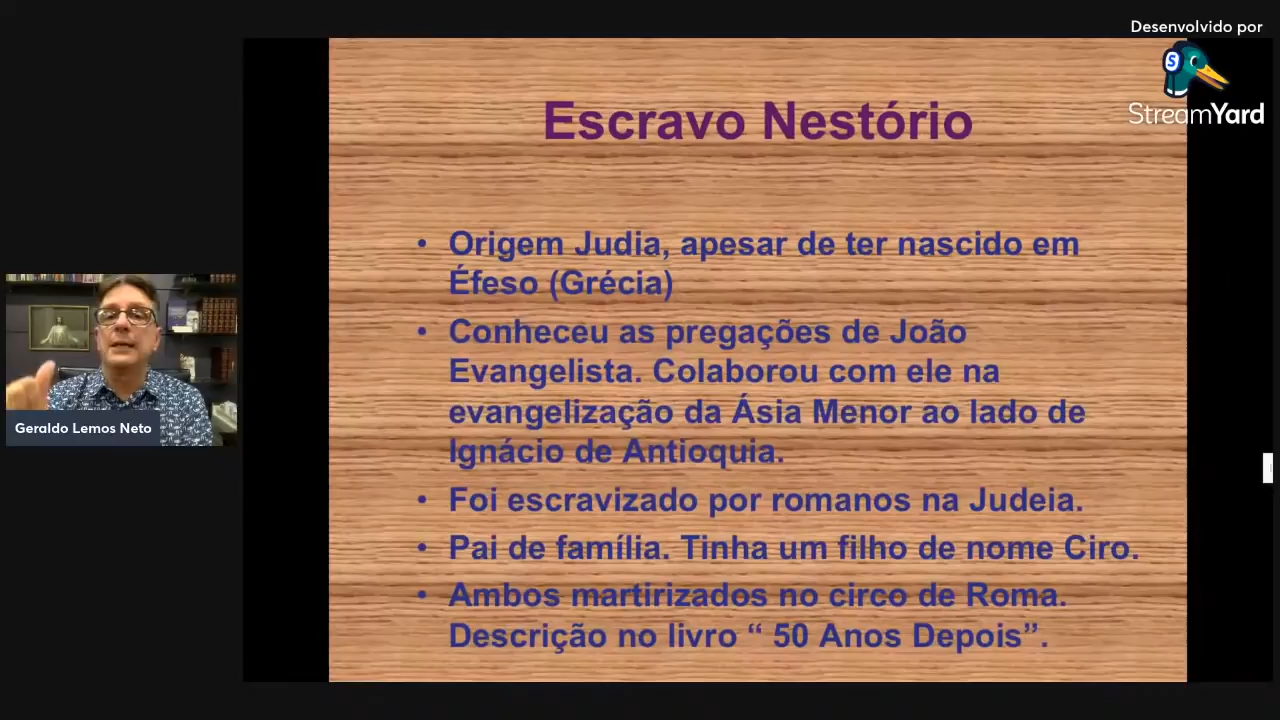 Desenvolvido por
StreamYard
Escravo Nestório
• Origem Judia, apesar de ter nascido em
Éfeso (Grécia)
• Conheceu as pregações de João
Evangelista. Colaborou com ele na
evangelização da Ásia Menor ao lado de
Ignácio de Antioquia.
• Foi escravizado por romanos na Judeia.
• Pai de família. Tinha um filho de nome Ciro.
• Ambos martirizados no circo de Roma.
Descrição no livro “ 50 Anos Depois”.
Geraldo Lemos Neto